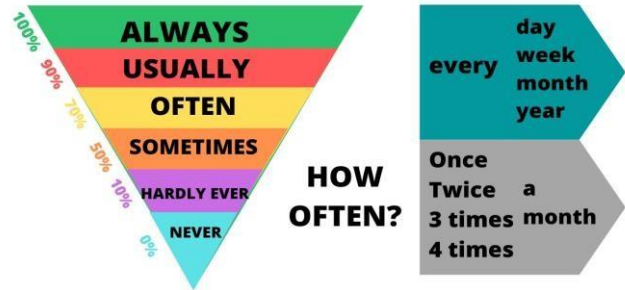 100% ALWAYS
90% USUALLY
70% OFTEN
50% SOMETIMES
10% HARDLY EVER
0% NEVER
HOW
OFTEN?
every
day
week
month
year
Once
Twice
3 times
4 times
a
month